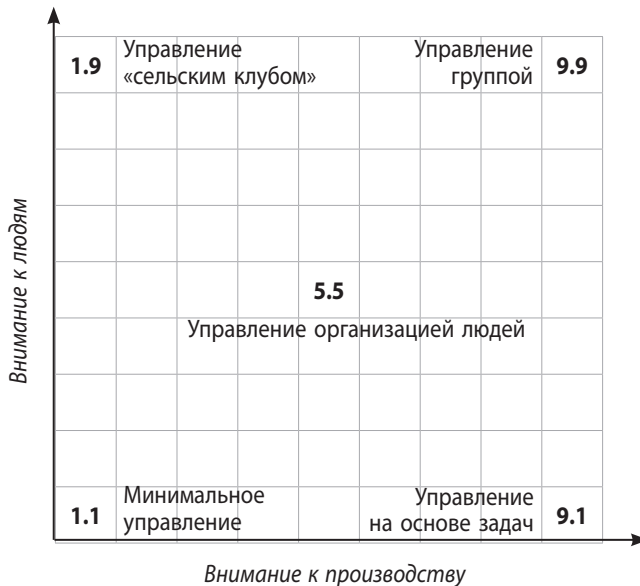 1.9
Управление
«сельским клубом»
Управление
группой
9.9
Внимание к людям
5.5
Управление организацией людей
1.1
Минимальное
управление
Управление
на основе задач
9.1
Внимание к производству